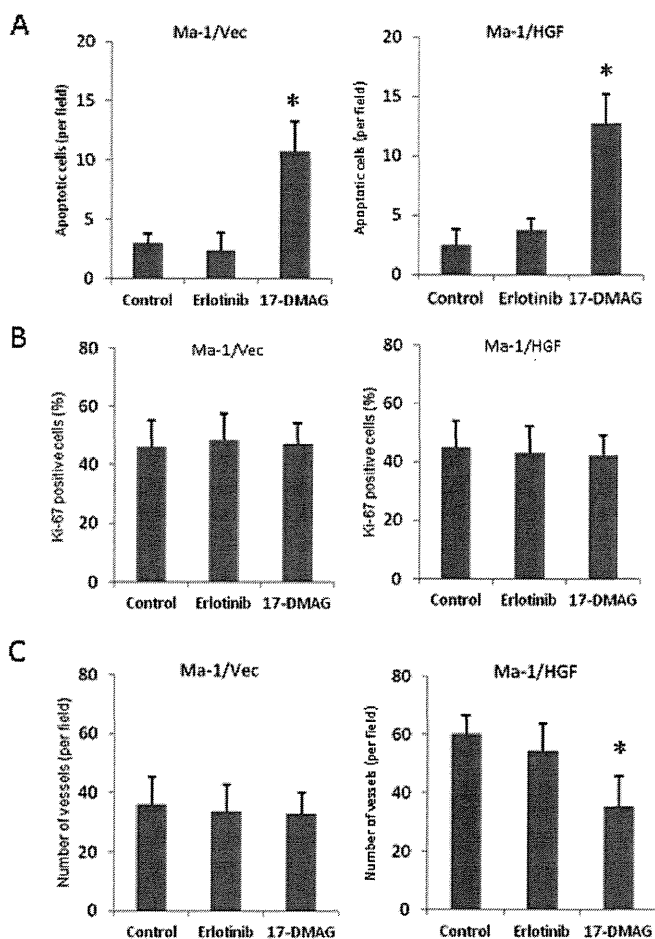 A
Ma-1/Vec
Apoptotic cells (per field)
20
15
10
5
0
*
Control Erlotinib 17-DMAG
Ma-1/HGF
Apoptotic cells (per field)
20
15
10
5
0
*
Control Erlotinib 17-DMAG
B
Ma-1/Vec
Ki-67 positive cells (%)
80
60
40
20
0
Control Erlotinib 17-DMAG
Ma-1/HGF
Ki-67 positive cells (%)
80
60
40
20
0
Control Erlotinib 17-DMAG
C
Ma-1/Vec
Number of vessels (per field)
80
60
40
20
0
Control Erlotinib 17-DMAG
Ma-1/HGF
Number of vessels (per field)
80
60
40
20
0
*
Control Erlotinib 17-DMAG